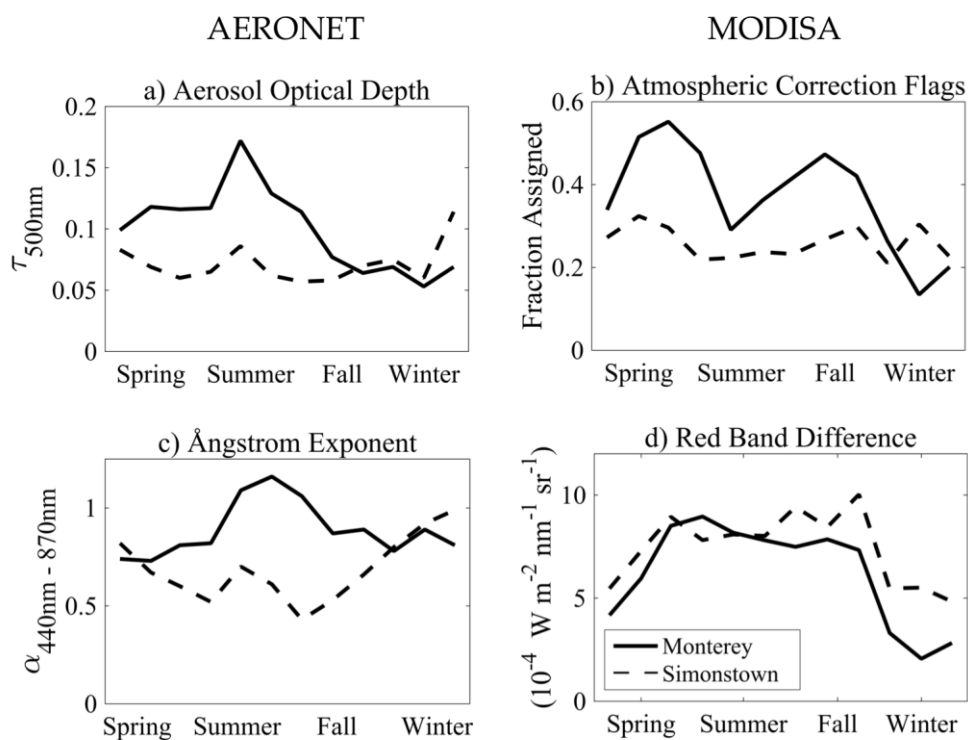 AERONET
MODISA
a) Aerosol Optical Depth
0.2
0.15
0.1
0.05
0
τ500nm
Spring Summer Fall Winter
b) Atmospheric Correction Flags
0.6
0.4
0.2
0
Fraction Assigned
Spring Summer Fall Winter
c) Ångstrom Exponent
1
0.5
0
α440nm - 870nm
Spring Summer Fall Winter
d) Red Band Difference
10
5
0
(10-4 W m-2 nm-1 sr-1)
Monterey
Simonstown
Spring Summer Fall Winter